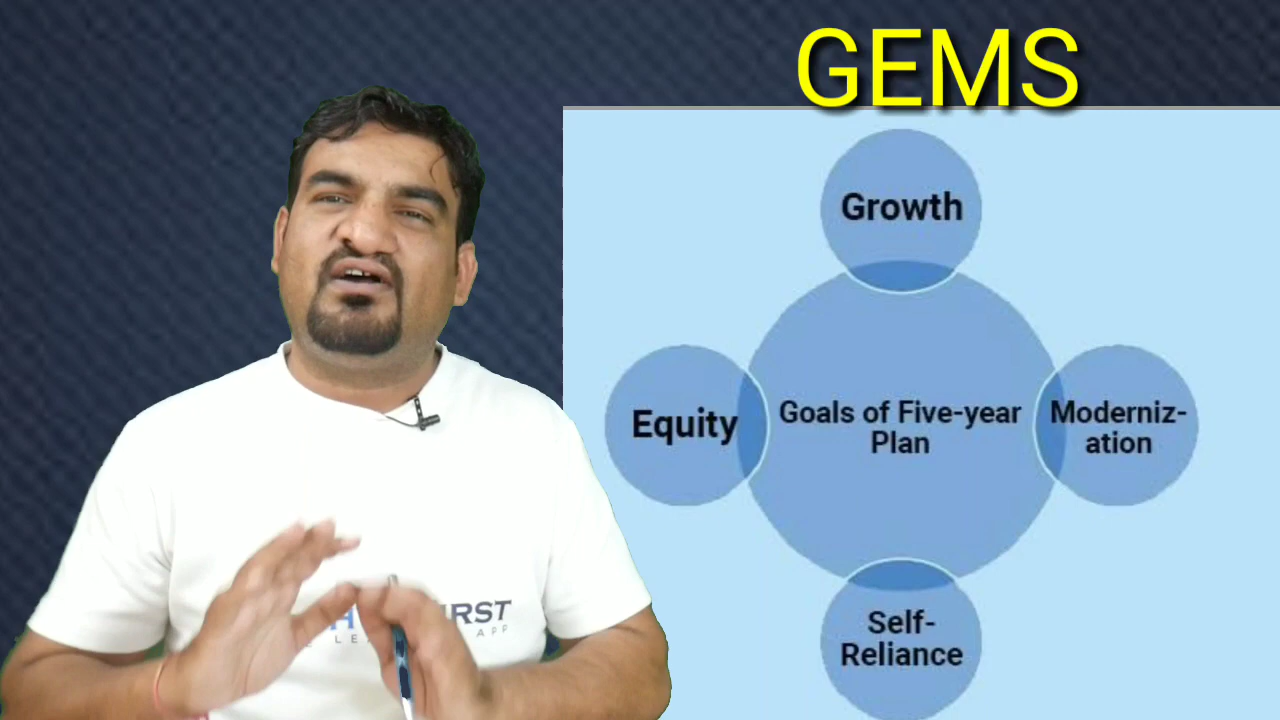 GEMS
Growth
Equity
Goals of Five-year
Plan
Moderniz-
ation
Self-
Reliance